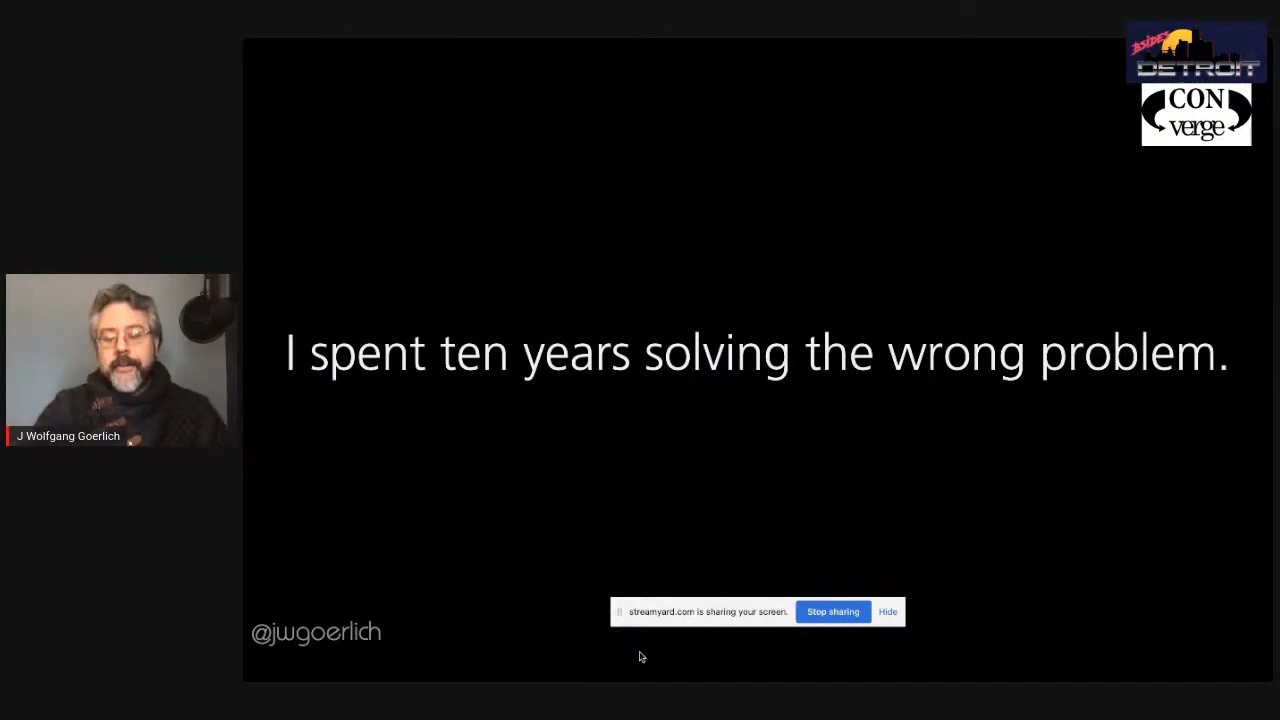 BSIDES
DETROIT
CON
verge
I spent ten years solving the wrong problem.
J Wolfgang Goerlich
streamyard.com is sharing your screen.
Stop sharing
Hide
@jwgoerlich